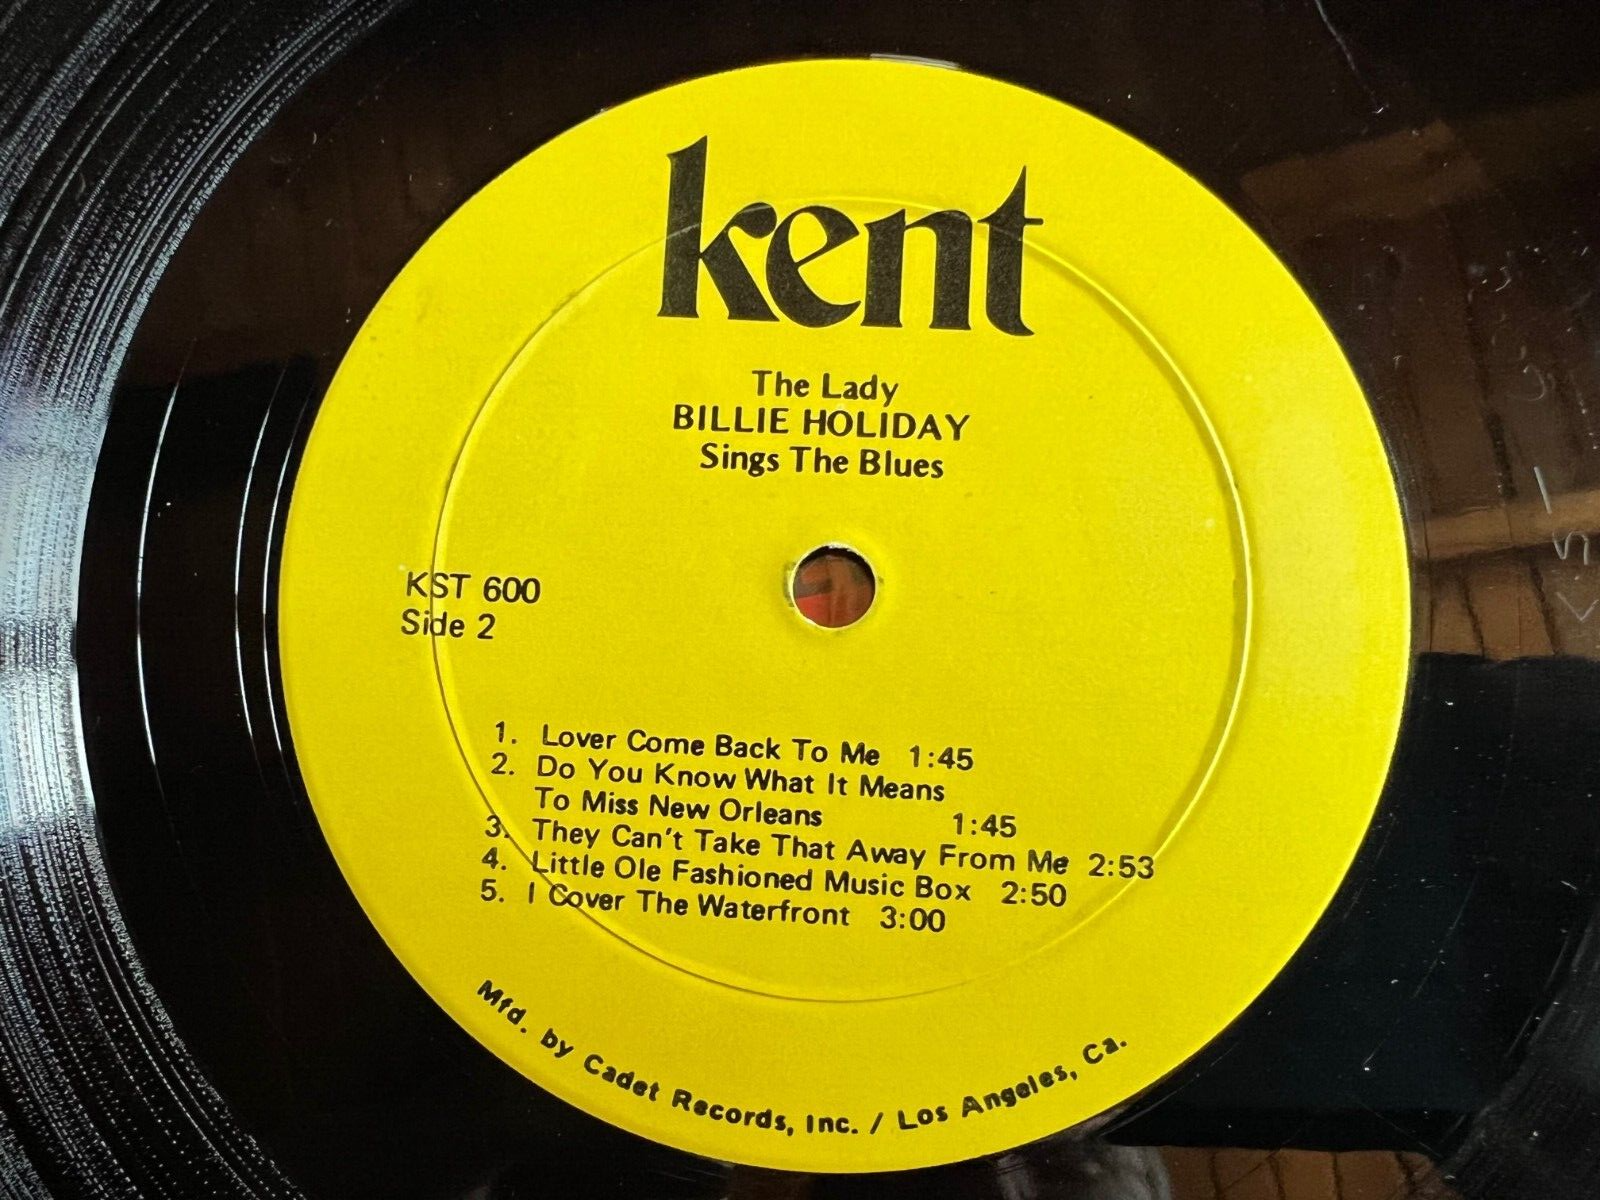 kent
The Lady
BILLIE HOLIDAY
Sings The Blues
KST 600
Side 2
1. Lover Come Back To Me 1:45
2. Do You Know What It Means
To Miss New Orleans 1:45
3. They Can't Take That Away From Me 2:53
4. Little Ole Fashioned Music Box 2:50
5. I Cover The Waterfront 3:00
Mfd. by Cadet Records, Inc. / Los Angeles, Ca.